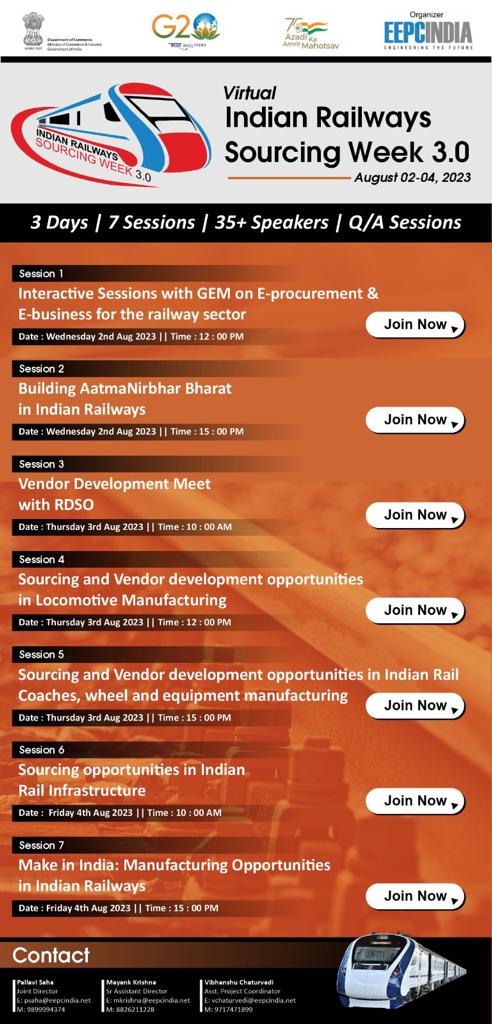 Department of Commerce
Ministry of Commerce & Industry
Government of India
G20
भारत 2023 INDIA
75
Azadi Ka
Amrit Mahotsav
Organizer
EEPCINDIA
ENGINEERING THE FUTURE
INDIAN RAILWAYS
SOURCING WEEK 3.0
Virtual
Indian Railways
Sourcing Week 3.0
August 02-04, 2023
3 Days | 7 Sessions | 35+ Speakers | Q/A Sessions
Session 1
Interactive Sessions with GEM on E-procurement &
E-business for the railway sector
Date : Wednesday 2nd Aug 2023 || Time : 12 : 00 PM
Join Now
Session 2
Building AatmaNirbhar Bharat
in Indian Railways
Date : Wednesday 2nd Aug 2023 || Time : 15 : 00 PM
Join Now
Session 3
Vendor Development Meet
with RDSO
Date : Thursday 3rd Aug 2023 || Time : 10 : 00 AM
Join Now
Session 4
Sourcing and Vendor development opportunities
in Locomotive Manufacturing
Date : Thursday 3rd Aug 2023 || Time : 12 : 00 PM
Join Now
Session 5
Sourcing and Vendor development opportunities in Indian Rail
Coaches, wheel and equipment manufacturing
Date : Thursday 3rd Aug 2023 || Time : 15 : 00 PM
Join Now
Session 6
Sourcing opportunities in Indian
Rail Infrastructure
Date : Friday 4th Aug 2023 || Time : 10 : 00 AM
Join Now
Session 7
Make in India: Manufacturing Opportunities
in Indian Railways
Date : Friday 4th Aug 2023 || Time : 15 : 00 PM
Join Now
Contact
Pallavi Saha
Joint Director
E: psaha@eepcindia.net
M: 9899994374
Mayank Krishna
Sr Assistant Director
E: mkrishna@eepcindia.net
M: 8826211228
Vibhanshu Chaturvedi
Asst. Project Coordinator
E: vchaturvedi@eepcindia.net
M: 9717471899